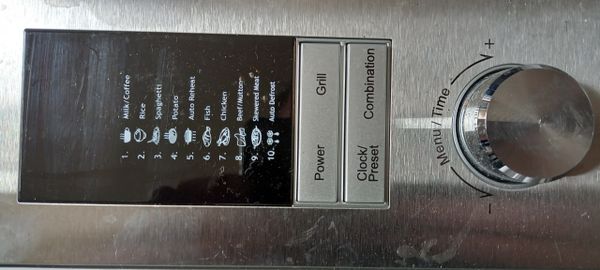 1. Milk/Coffee
2. Rice
3. Spaghetti
4. Potato
5. Auto Reheat
6. Fish
7. Chicken
8. Beef/Mutton
9. Skewered Meat
10. Auto Defrost
Power Grill
Clock/
Preset Combination
- Menu/Time +